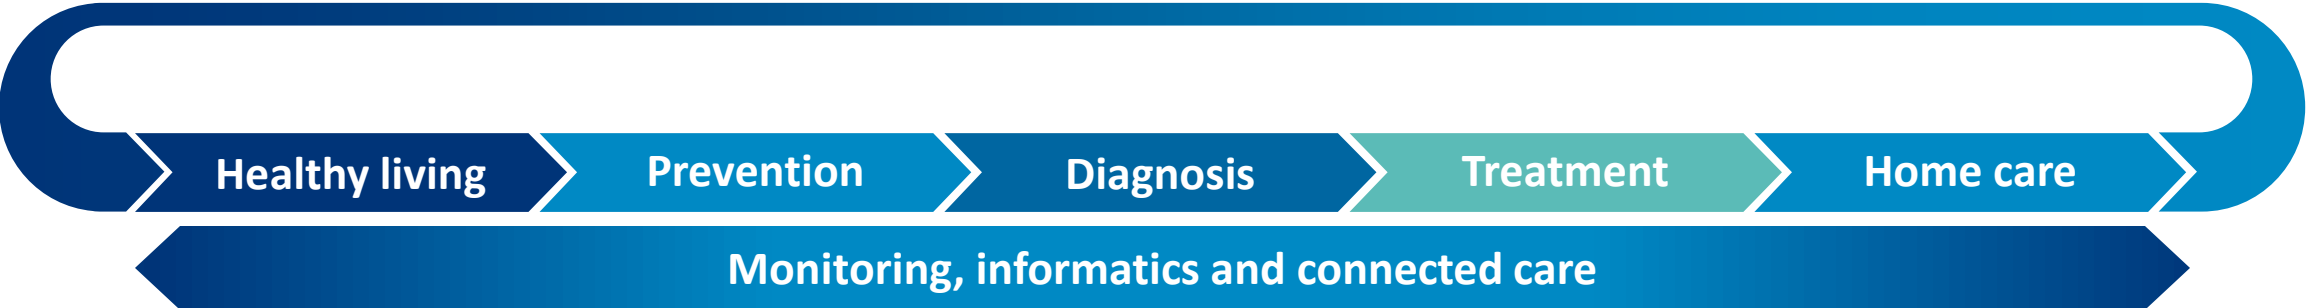 Healthy living
Prevention
Diagnosis
Treatment
Home care
Monitoring, informatics and connected care